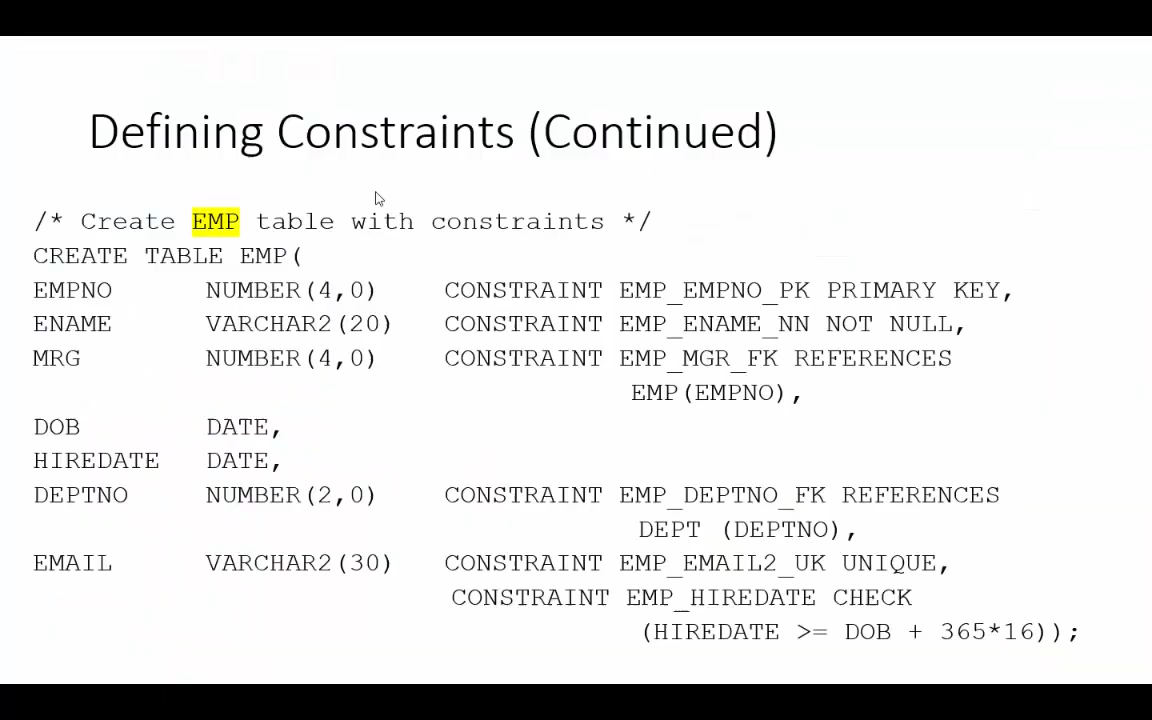 Defining Constraints (Continued)
/* Create EMP table with constraints */
CREATE TABLE EMP(
EMPNO NUMBER(4,0) CONSTRAINT EMP_EMPNO_PK PRIMARY KEY,
ENAME VARCHAR2(20) CONSTRAINT EMP_ENAME_NN NOT NULL,
MRG NUMBER(4,0) CONSTRAINT EMP_MGR_FK REFERENCES
EMP(EMPNO),
DOB DATE,
HIREDATE DATE,
DEPTNO NUMBER(2,0) CONSTRAINT EMP_DEPTNO_FK REFERENCES
DEPT (DEPTNO),
EMAIL VARCHAR2(30) CONSTRAINT EMP_EMAIL2_UK UNIQUE,
CONSTRAINT EMP_HIREDATE CHECK
(HIREDATE >= DOB + 365*16));